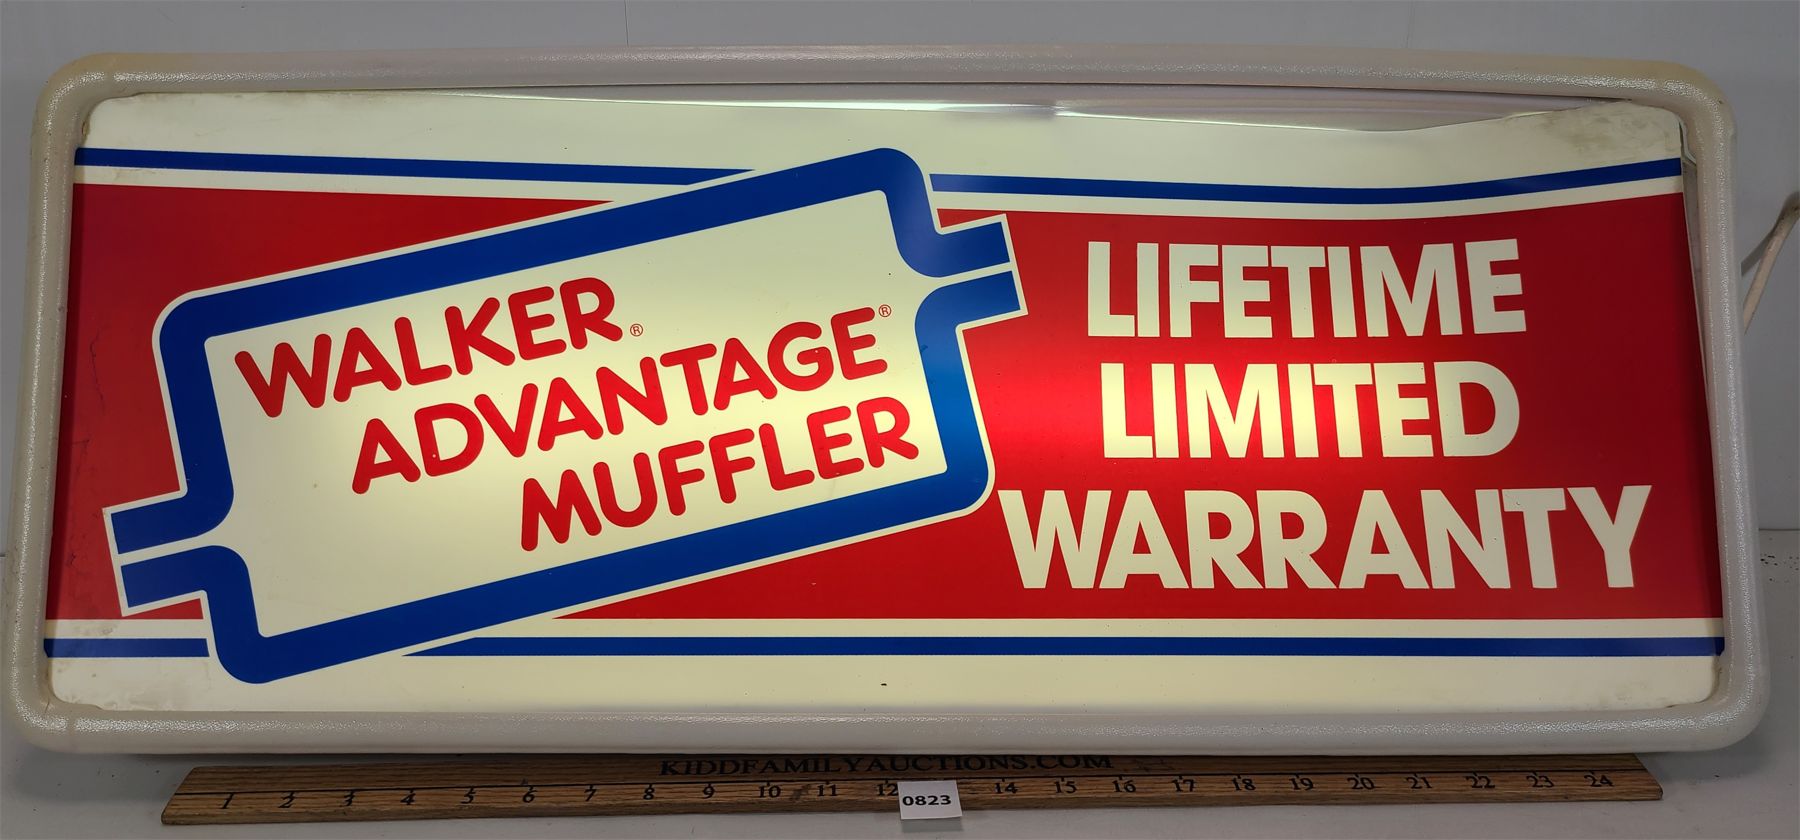 WALKER®
ADVANTAGE®
MUFFLER
LIFETIME
LIMITED
WARRANTY
KIDDFAMILYAUCTIONS.COM
1 2 3 4 5 6 7 8 9 10 11 12 14 15 16 17 18 19 20 21 22 23 24
0823